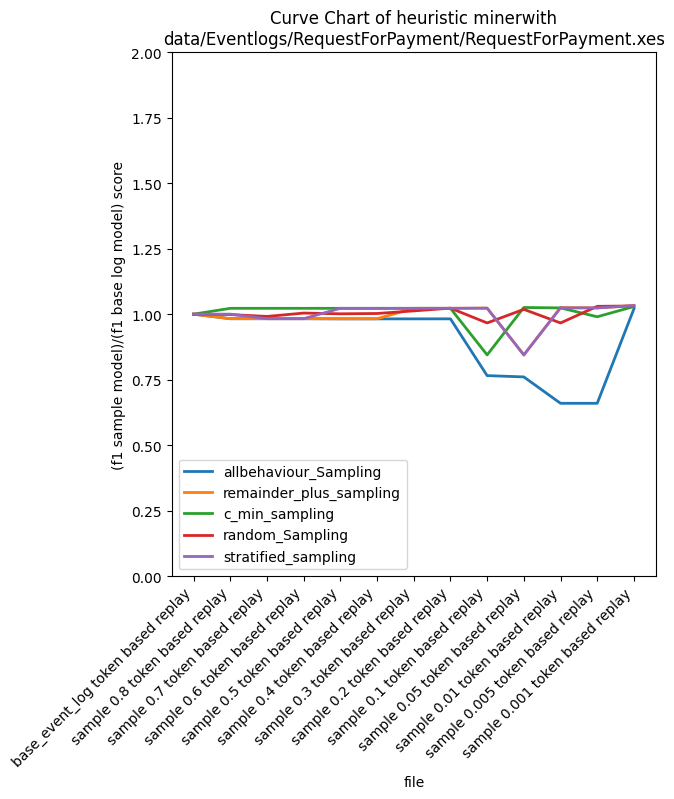 Curve Chart of heuristic minerwith
data/Eventlogs/RequestForPayment/RequestForPayment.xes
(f1 sample model)/(f1 base log model) score
2.00
1.75
1.50
1.25
1.00
0.75
0.50
0.25
0.00
allbehaviour_Sampling
remainder_plus_sampling
c_min_sampling
random_Sampling
stratified_sampling
base_event_log token based replay
sample 0.8 token based replay
sample 0.7 token based replay
sample 0.6 token based replay
sample 0.5 token based replay
sample 0.4 token based replay
sample 0.3 token based replay
sample 0.2 token based replay
sample 0.1 token based replay
sample 0.05 token based replay
sample 0.01 token based replay
sample 0.005 token based replay
sample 0.001 token based replay
file